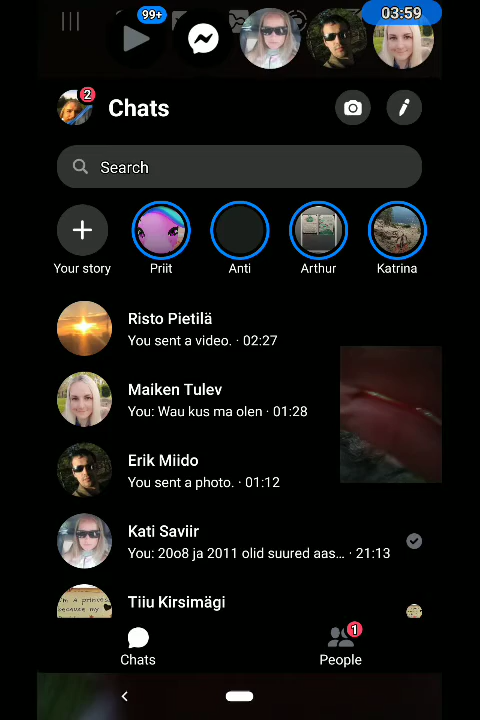 99+
03:59
2
Chats
Search
Your story
Priit
Anti
Arthur
Katrina
Risto Pietilä
You sent a video. · 02:27
Maiken Tulev
You: Wau kus ma olen · 01:28
Erik Miido
You sent a photo. · 01:12
Kati Saviir
You: 20o8 ja 2011 olid suured aas... · 21:13
Tiiu Kirsimägi
Chats
1
People